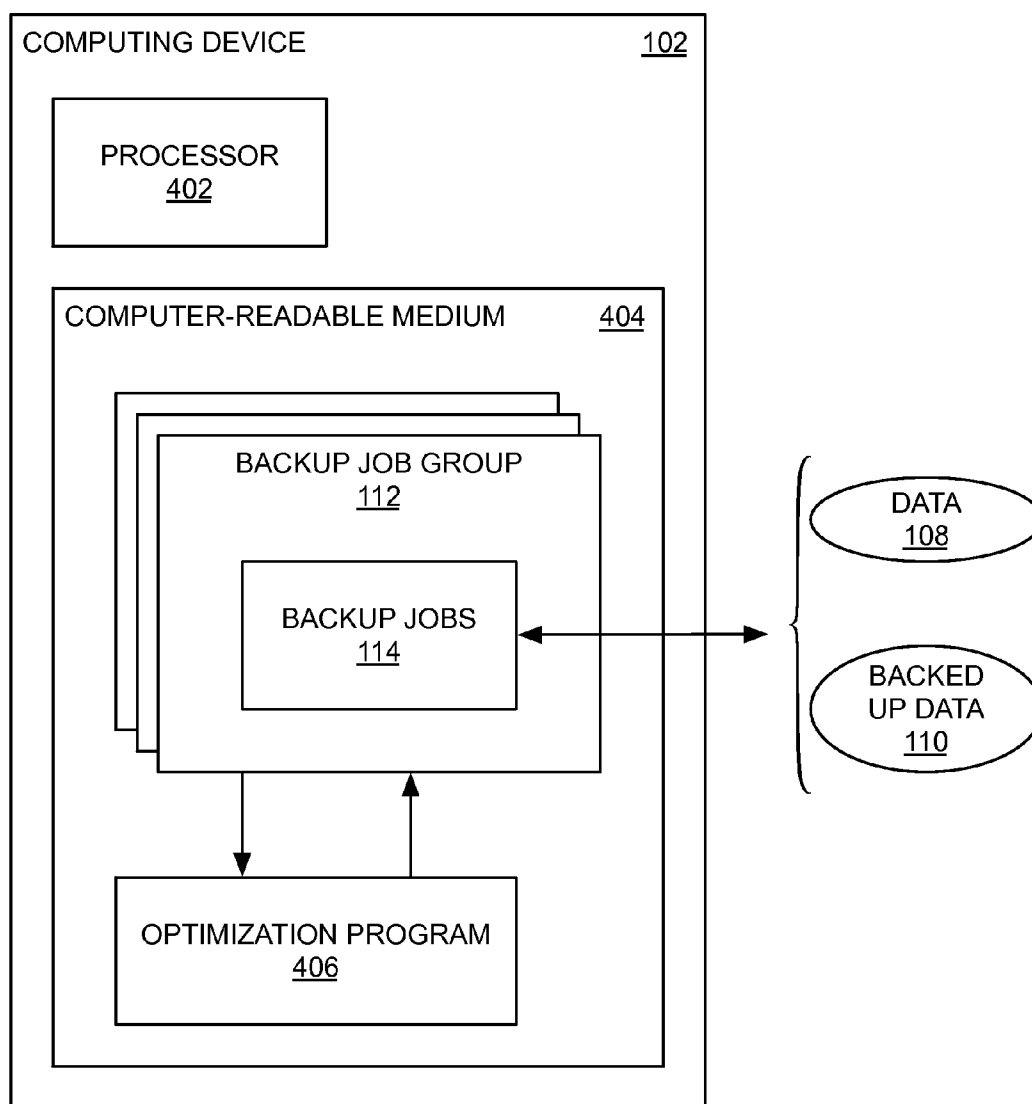 COMPUTING DEVICE 102
PROCESSOR
402
COMPUTER-READABLE MEDIUM 404
BACKUP JOB GROUP
112
BACKUP JOBS
114
OPTIMIZATION PROGRAM
406
DATA
108
BACKED
UP DATA
110